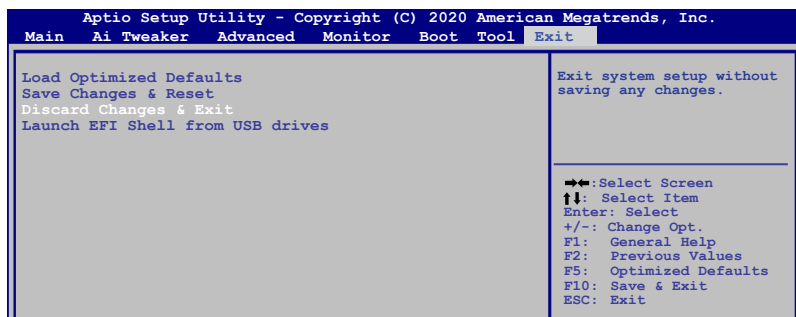 Aptio Setup Utility - Copyright (C) 2020 American Megatrends, Inc.
Main Ai Tweaker Advanced Monitor Boot Tool Exit
Load Optimized Defaults
Save Changes & Reset
Discard Changes & Exit
Launch EFI Shell from USB drives
Exit system setup without
saving any changes.
→←:Select Screen
↑↓: Select Item
Enter: Select
+/-: Change Opt.
F1: General Help
F2: Previous Values
F5: Optimized Defaults
F10: Save & Exit
ESC: Exit